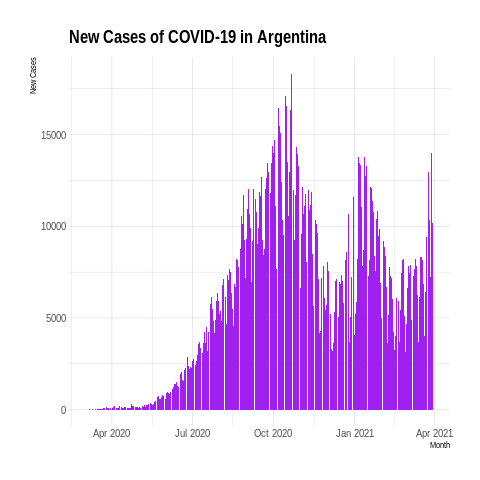 New Cases of COVID-19 in Argentina
New Cases
15000
10000
5000
0
Apr 2020 Jul 2020 Oct 2020 Jan 2021 Apr 2021
Month